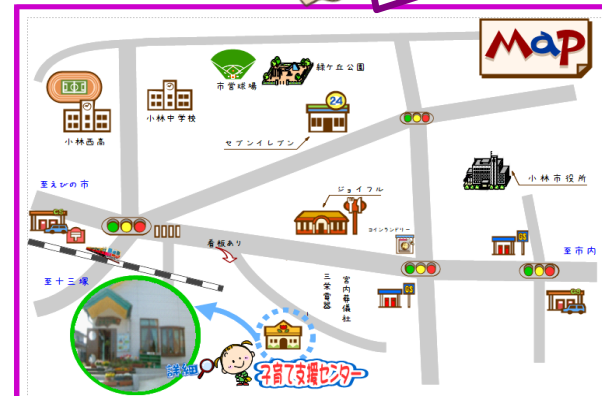 MaP
緑ケ丘公園
市営球場
24
小林中学校
小林西高
セブンイレブン
小林市役所
至えびの市
ジョイフル
コインランドリー
看板あり
GS
至市内
GS
至十三塚
三栄電器
宮内葬儀社
詳細
子育て支援センター